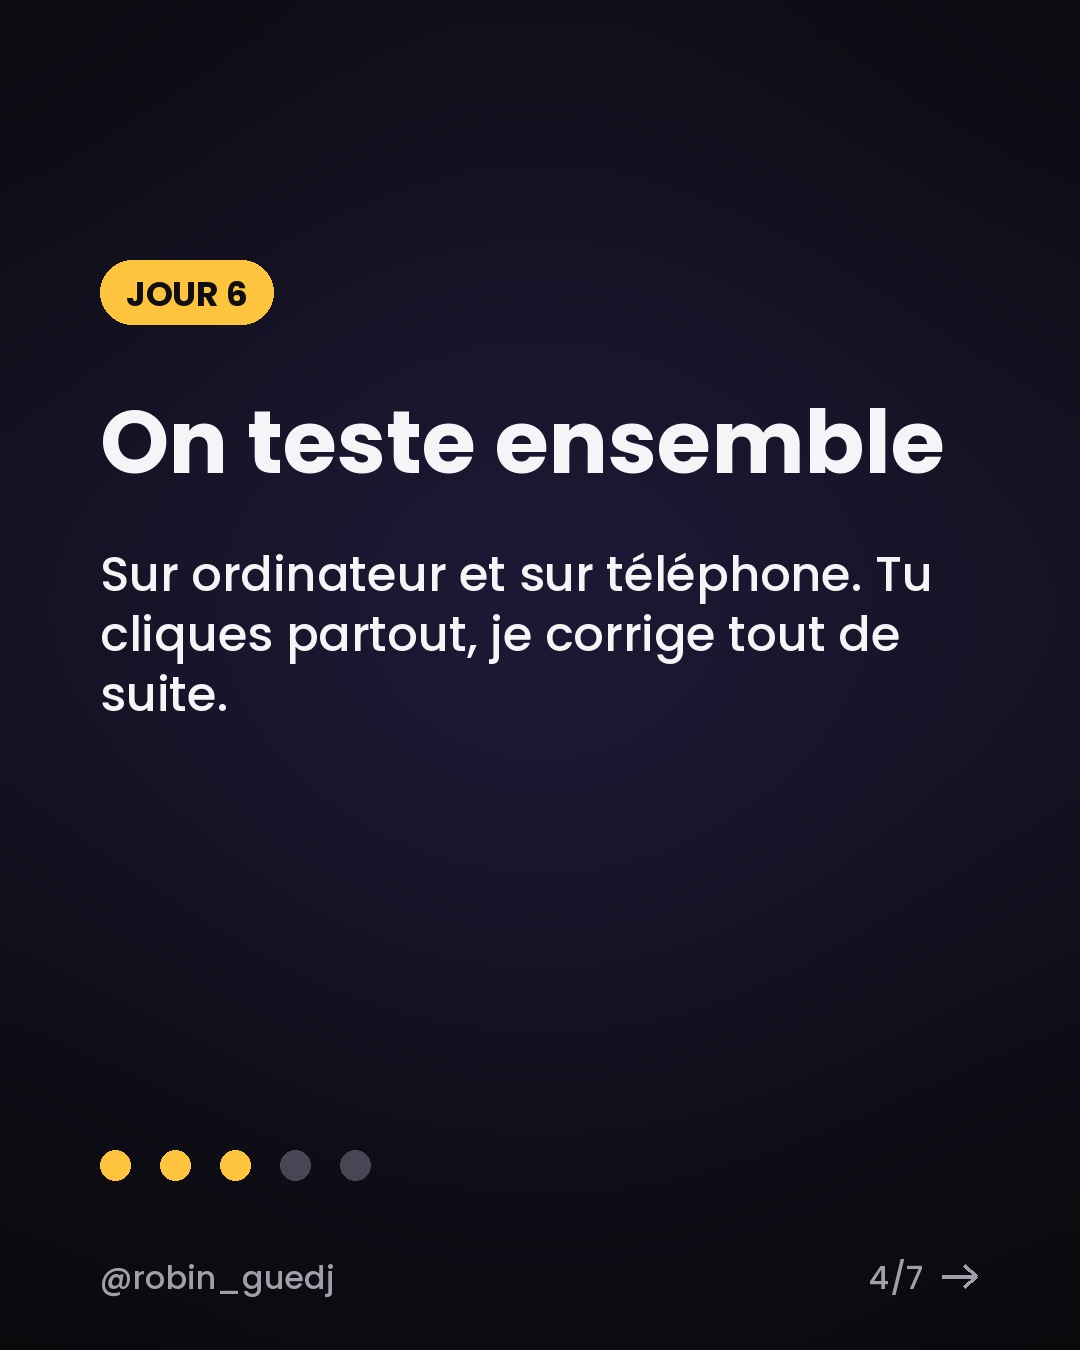 JOUR 6
On teste ensemble
Sur ordinateur et sur téléphone. Tu
cliques partout, je corrige tout de
suite.
@robin_guedj
4/7 →